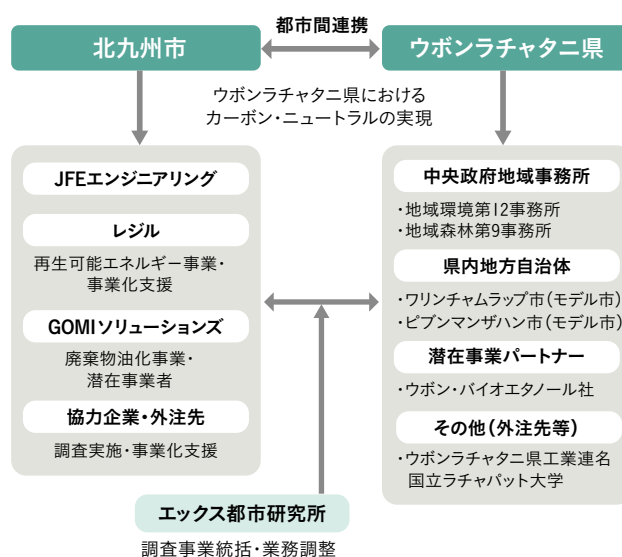 都市間連携
北九州市
ウボンラチャタニ県
ウボンラチャタニ県における
カーボン・ニュートラルの実現
JFEエンジニアリング
レジル
再生可能エネルギー事業・
事業化支援
GOMIソリューションズ
廃棄物油化事業・
潜在事業者
協力企業・外注先
調査実施・事業化支援
中央政府地域事務所
・地域環境第12事務所
・地域森林第9事務所
県内地方自治体
・ワリンチャムラップ市(モデル市)
・ピブンマンザハン市(モデル市)
潜在事業パートナー
・ウボン・バイオエタノール社
その他(外注先等)
・ウボンラチャタニ県工業連名
国立ラチャパット大学
エックス都市研究所
調査事業統括・業務調整